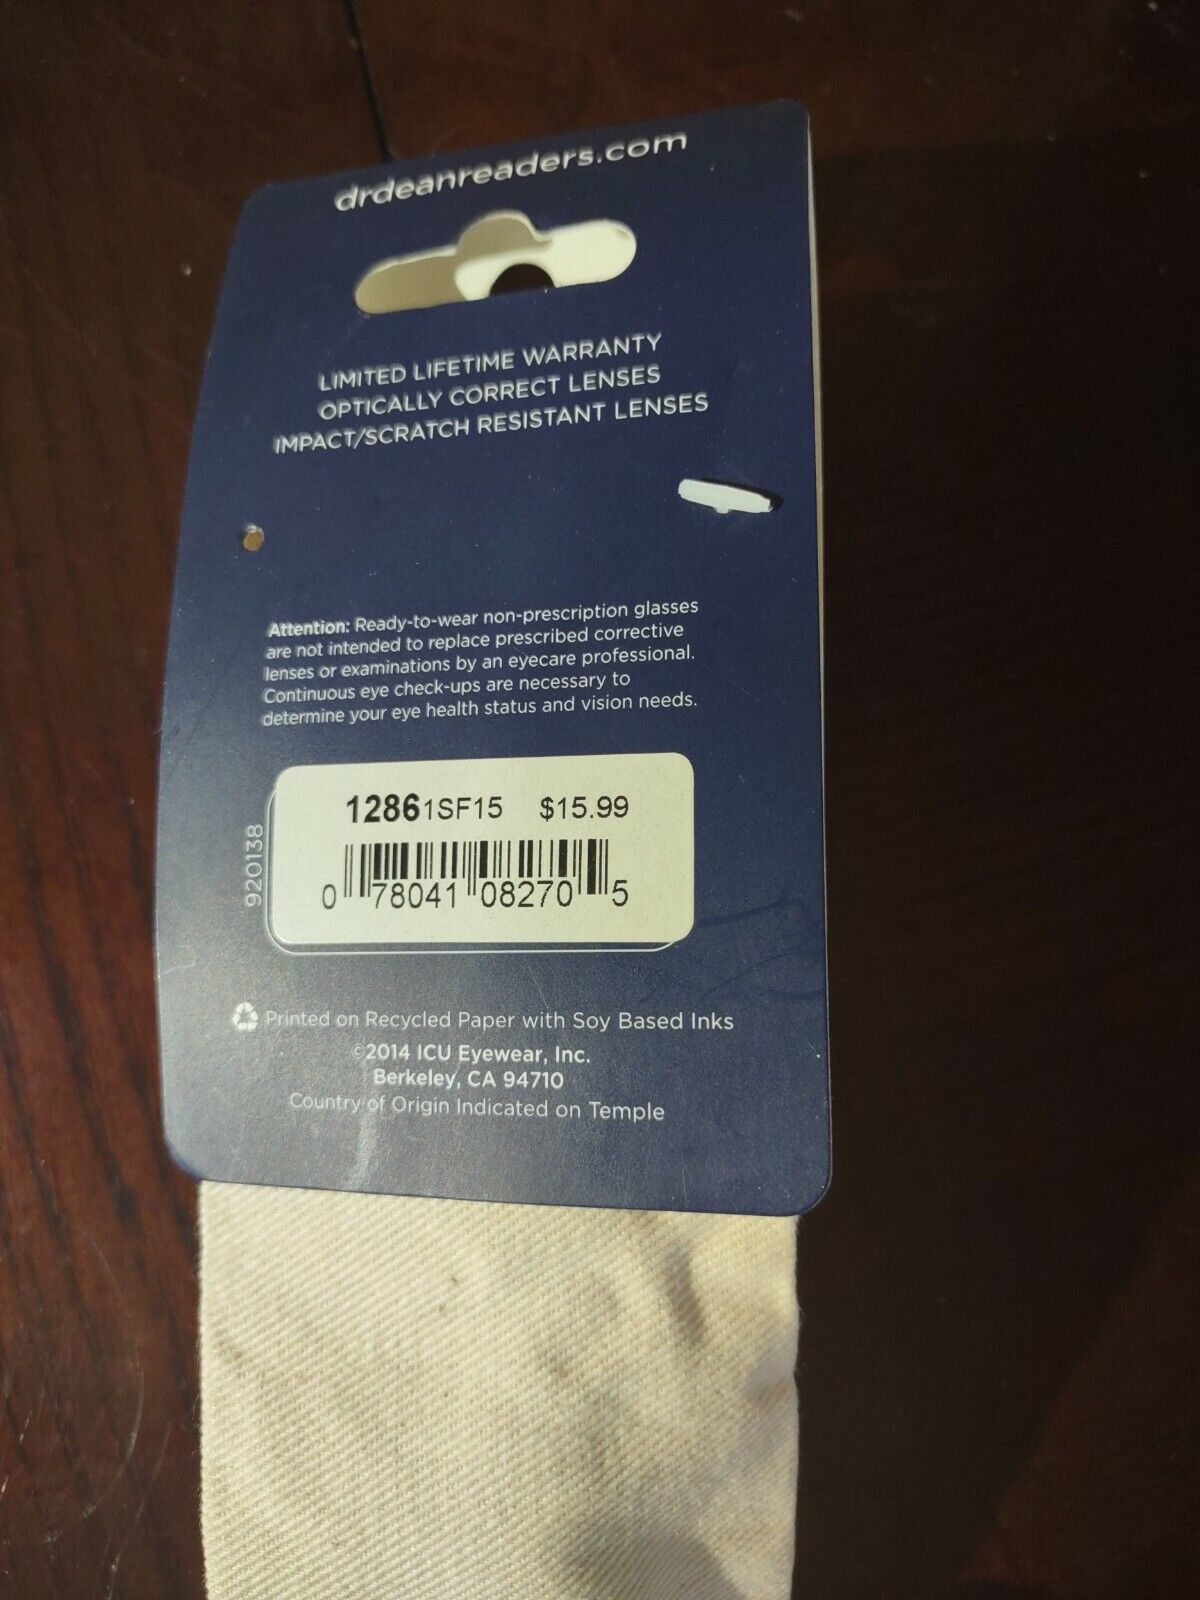 drdeanreaders.com
LIMITED LIFETIME WARRANTY
OPTICALLY CORRECT LENSES
IMPACT/SCRATCH RESISTANT LENSES
Attention: Ready-to-wear non-prescription glasses
are not intended to replace prescribed corrective
lenses or examinations by an eyecare professional.
Continuous eye check-ups are necessary to
determine your eye health status and vision needs.
12861SF15 $15.99
920138
0 78041 08270 5
Printed on Recycled Paper with Soy Based Inks
©2014 ICU Eyewear, Inc.
Berkeley, CA 94710
Country of Origin Indicated on Temple